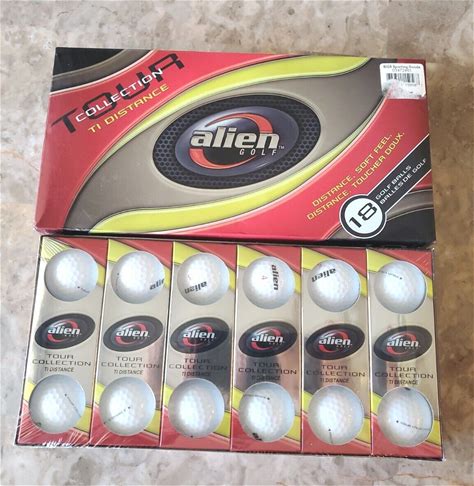 TOUR
COLLECTION
TI DISTANCE
alien
GOLF
DISTANCE. SOFT FEEL.
DISTANCE. TOUCHER DOUX.
18
GOLF BALLS
BALLES DE GOLF
alien
alien
alien
alien
alien
alien
TOUR
COLLECTION
TI DISTANCE
TOUR
COLLECTION
TI DISTANCE
TOUR
COLLECTION
TI DISTANCE
TOUR
COLLECTION
TI DISTANCE
TOUR
COLLECTION
TI DISTANCE
TOUR
COLLECTION
TI DISTANCE